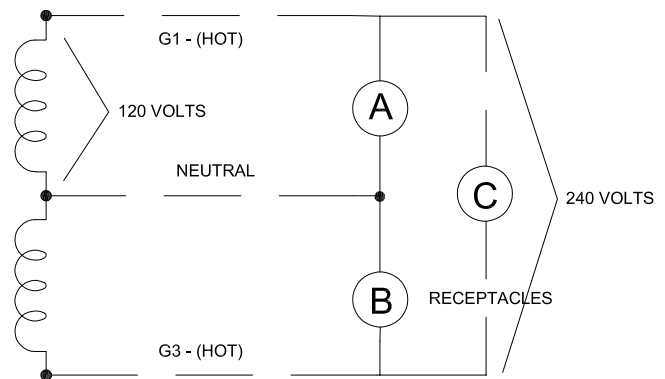 G1 - (HOT)
A
120 VOLTS
NEUTRAL
C
240 VOLTS
B
RECEPTACLES
G3 - (HOT)